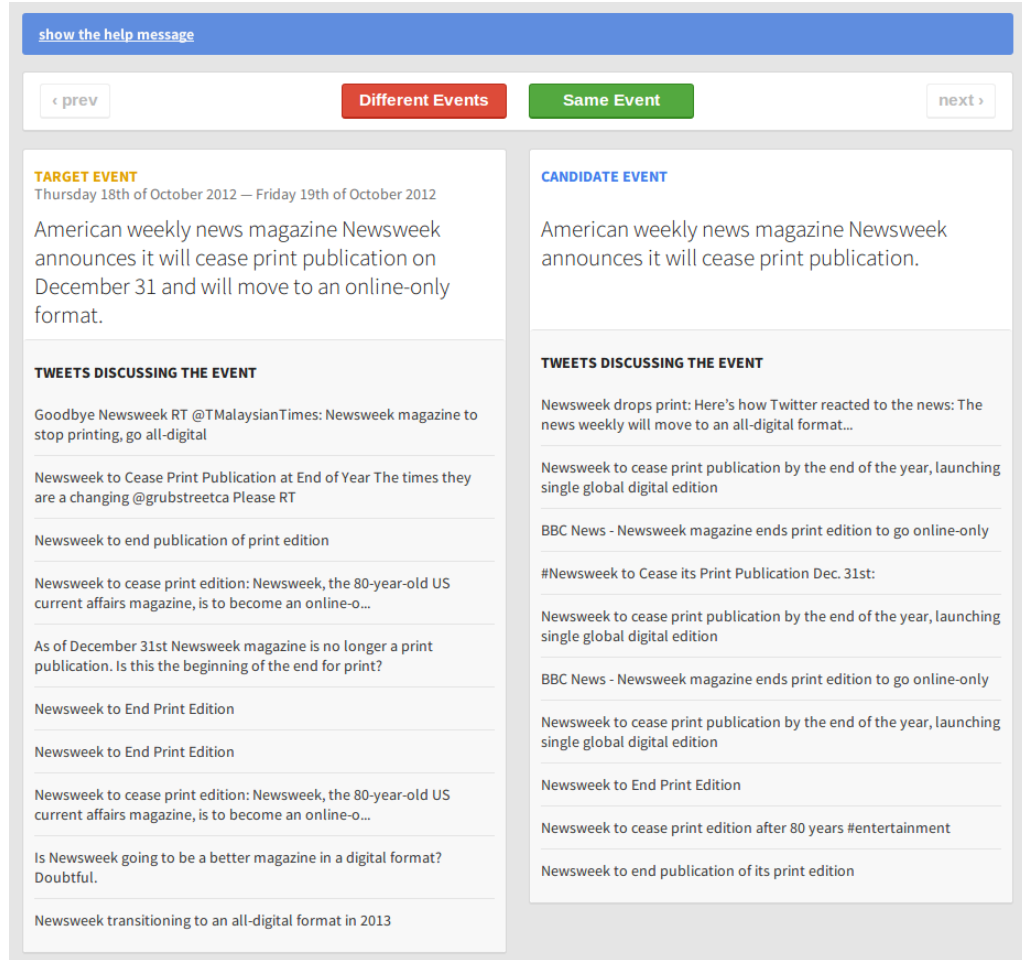 show the help message
‹ prev
Different Events
Same Event
next ›
TARGET EVENT
Thursday 18th of October 2012 — Friday 19th of October 2012
American weekly news magazine Newsweek
announces it will cease print publication on
December 31 and will move to an online-only
format.
TWEETS DISCUSSING THE EVENT
Goodbye Newsweek RT @TMalaysianTimes: Newsweek magazine to
stop printing, go all-digital
Newsweek to Cease Print Publication at End of Year The times they
are a changing @grubstreetca Please RT
Newsweek to end publication of print edition
Newsweek to cease print edition: Newsweek, the 80-year-old US
current affairs magazine, is to become an online-o...
As of December 31st Newsweek magazine is no longer a print
publication. Is this the beginning of the end for print?
Newsweek to End Print Edition
Newsweek to End Print Edition
Newsweek to cease print edition: Newsweek, the 80-year-old US
current affairs magazine, is to become an online-o...
Is Newsweek going to be a better magazine in a digital format?
Doubtful.
Newsweek transitioning to an all-digital format in 2013
CANDIDATE EVENT
American weekly news magazine Newsweek
announces it will cease print publication.
TWEETS DISCUSSING THE EVENT
Newsweek drops print: Here's how Twitter reacted to the news: The
news weekly will move to an all-digital format...
Newsweek to cease print publication by the end of the year, launching
single global digital edition
BBC News - Newsweek magazine ends print edition to go online-only
#Newsweek to Cease its Print Publication Dec. 31st:
Newsweek to cease print publication by the end of the year, launching
single global digital edition
BBC News - Newsweek magazine ends print edition to go online-only
Newsweek to cease print publication by the end of the year, launching
single global digital edition
Newsweek to End Print Edition
Newsweek to cease print edition after 80 years #entertainment
Newsweek to end publication of its print edition